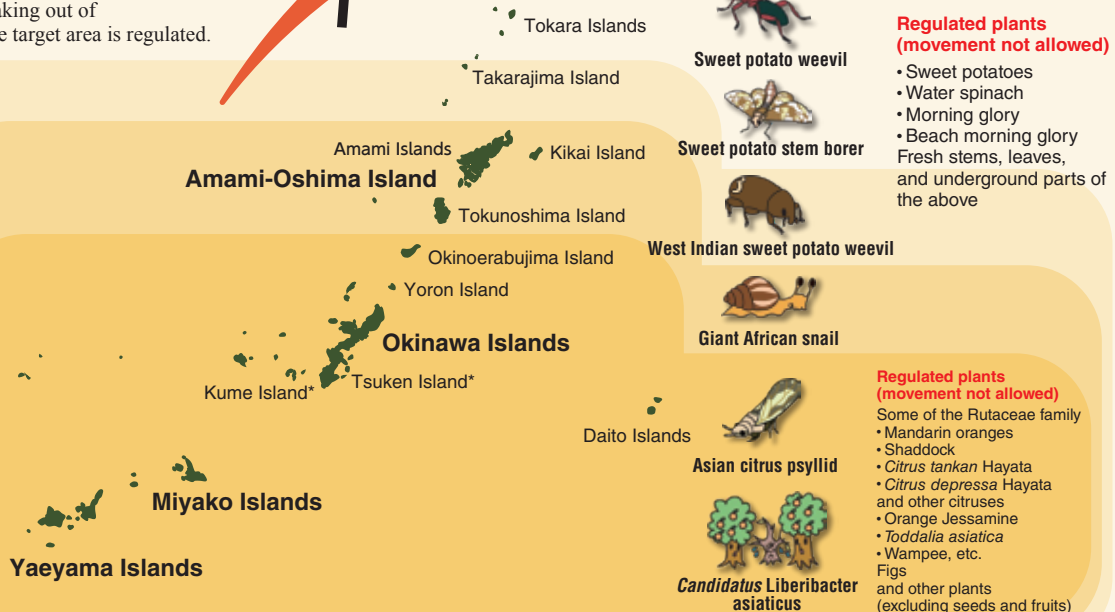 aking out of
e target area is regulated.
Tokara Islands
Takarajima Island
Amami Islands
Kikai Island
Amami-Oshima Island
Tokunoshima Island
Okinoerabujima Island
Yoron Island
Okinawa Islands
Kume Island*
Tsuken Island*
Daito Islands
Miyako Islands
Yaeyama Islands
Sweet potato weevil
Sweet potato stem borer
West Indian sweet potato weevil
Giant African snail
Asian citrus psyllid
Candidatus Liberibacter
asiaticus
Regulated plants
(movement not allowed)
• Sweet potatoes
• Water spinach
• Morning glory
• Beach morning glory
Fresh stems, leaves,
and underground parts of
the above
Regulated plants
(movement not allowed)
Some of the Rutaceae family
• Mandarin oranges
• Shaddock
• Citrus tankan Hayata
• Citrus depressa Hayata
and other citruses
• Orange Jessamine
• Toddalia asiatica
• Wampee, etc.
Figs
and other plants
(excluding seeds and fruits)